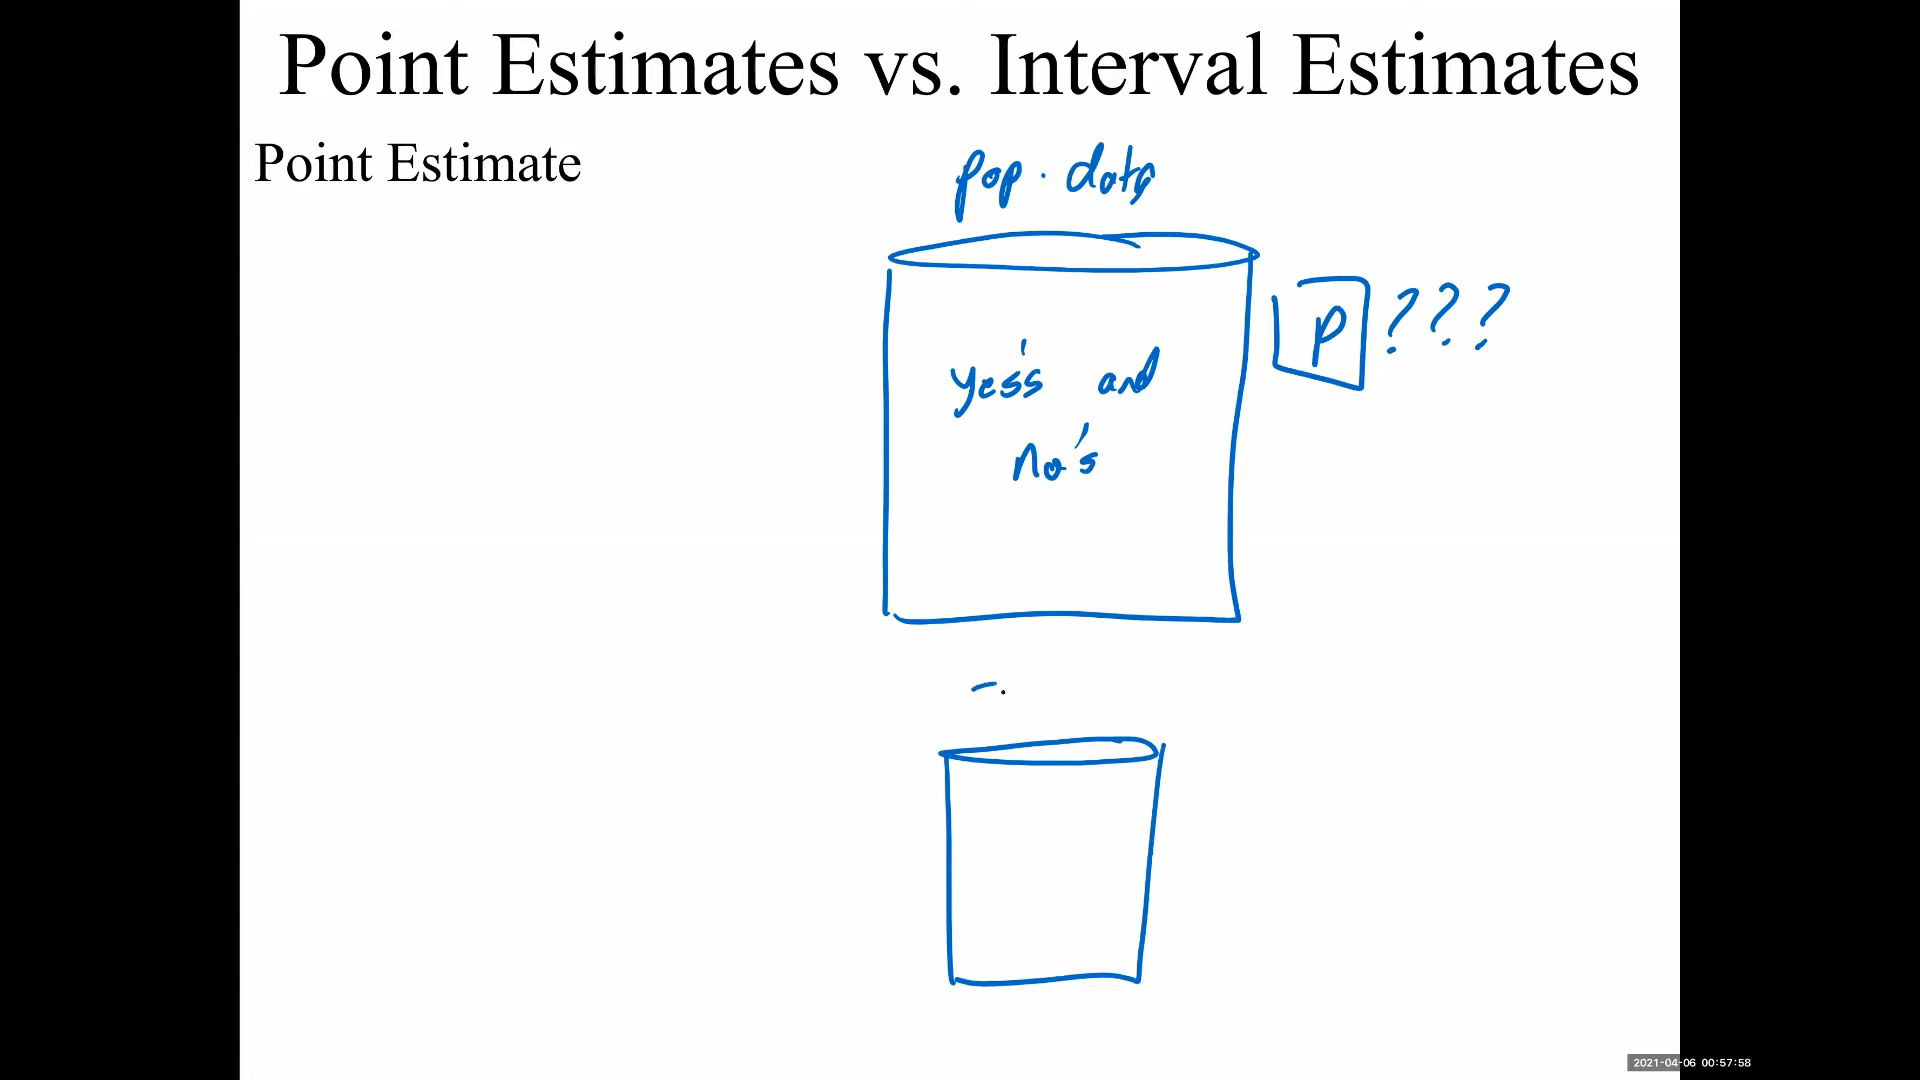 Point Estimates vs. Interval Estimates
Point Estimate
pop. data
P ???
yes's and
no's
2021-04-06 00:57:58